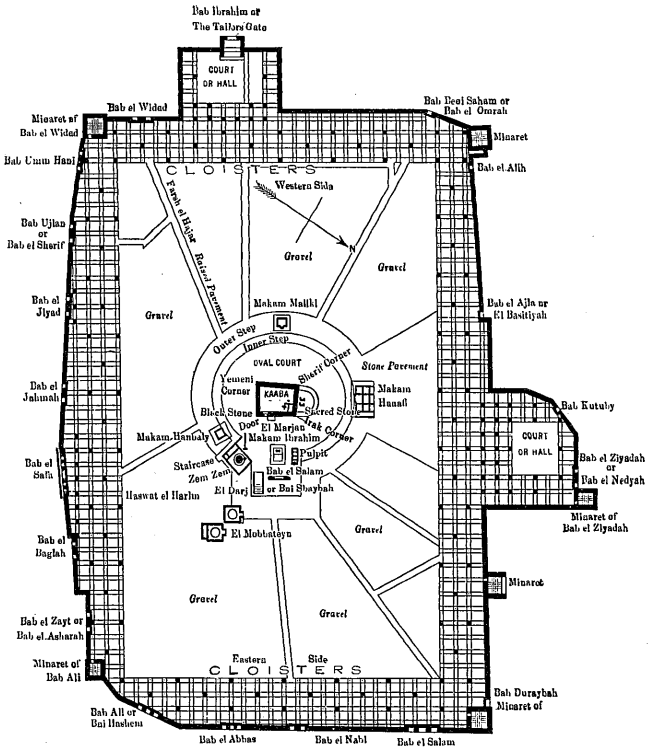 Bab Ibrahim or
The Tailors' Gate
COURT
OR HALL
Bab el Widad
Minaret of
Bab el Widad
Bab Umm Hani
Bab Ujlan
or
Bab el Sherif
Bab el
Jiyad
Bab el
Bab el
Safa
Bab el
Baglah
Bab el Zayt or
Bab el Asharah
Minaret of
Bab Ali
Bab Ali or
Bni Hashem
Bab el Abbas
Bab el Nabi
Bab el Salam
Bab Duraybah
Minaret of
Minaret
Minaret of
Bab el Ziyadah
Bab el Ziyadah
or
Bab el Nedyah
COURT
OR HALL
Bab Kutuby
Bab el Ajla or
El Basitiyah
Bab el Alih
Minaret
Bab Beni Saham or
Bab el Omrah
CLOISTERS
Western Side
N
Farsh el Hajar
Raised Pavement
Gravel
Gravel
Gravel
Makam Maliki
Outer Step
Inner Step
OVAL COURT
Stone Pavement
Sherif Corner
Yemeni
Corner
KAABA
Makam
Hanafi
Black Stone
Sacred Stone
Door
El Marjan
Irak Corner
Makam Hanbaly
Makam Ibrahim
Pulpit
Staircase
Zem Zem
Bab el Salam
or Bni Shaybah
El Darj
Haswat el Harim
El Mobbateyn
Gravel
Gravel
Gravel
Eastern Side
CLOISTERS